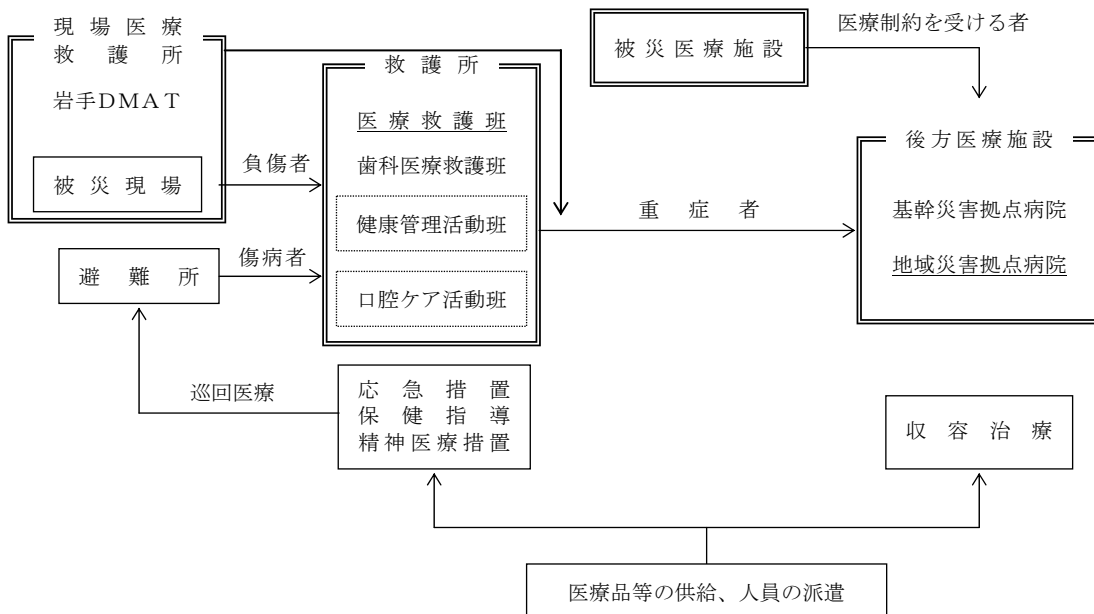 現場医療
救護所
岩手DMAT
被災現場
負傷者
避難所
傷病者
救護所
医療救護班
歯科医療救護班
健康管理活動班
口腔ケア活動班
被災医療施設
医療制約を受ける者
重症者
後方医療施設
基幹災害拠点病院
地域災害拠点病院
巡回医療
応急措置
保健指導
精神医療措置
収容治療
医療品等の供給、人員の派遣